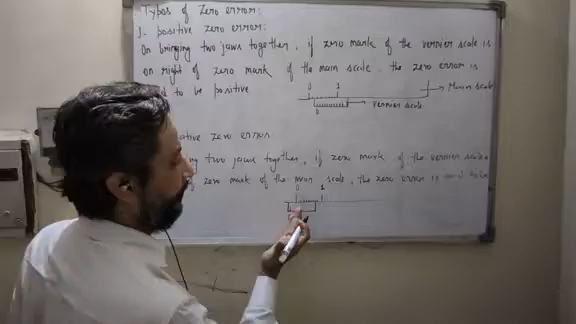 Types of Zero error:
1- positive zero error:
On bringing two jaws together, if zero mark of the vernier scale is
on right of zero mark of the main scale, the zero error is
to be positive
0 1 Main scale
Vernier scale
0
zero error
two jaws together, if zero mark of the vernier scale
zero mark of the main scale, the zero error is said to be
0 1